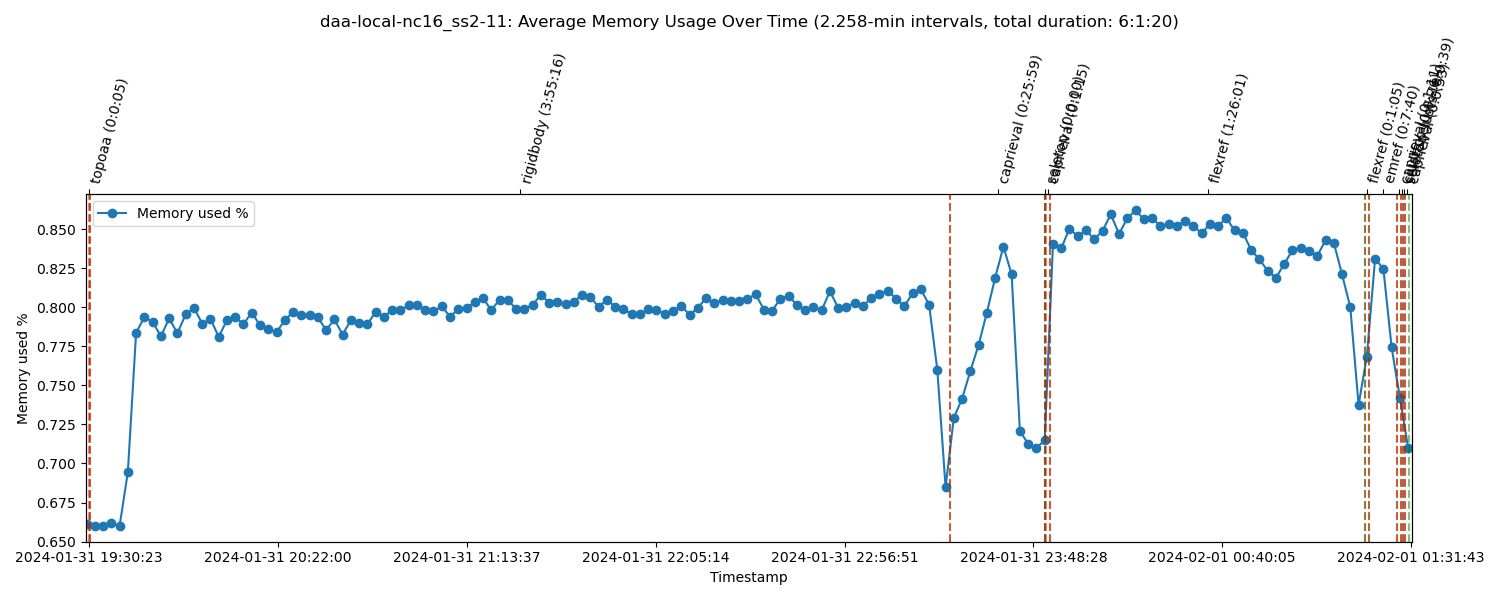 daa-local-nc16_ss2-11: Average Memory Usage Over Time (2.258-min intervals, total duration: 6:1:20)
topoaa (0:0:05)
rigidbody (3:55:16)
caprieval (0:25:59)
flexref (1:26:01)
flexref (0:1:05)
emref (0:7:40)
Memory used %
Memory used %
0.850
0.825
0.800
0.775
0.750
0.725
0.700
0.675
0.650
2024-01-31 19:30:23
2024-01-31 20:22:00
2024-01-31 21:13:37
2024-01-31 22:05:14
2024-01-31 22:56:51
2024-01-31 23:48:28
2024-02-01 00:40:05
2024-02-01 01:31:43
Timestamp